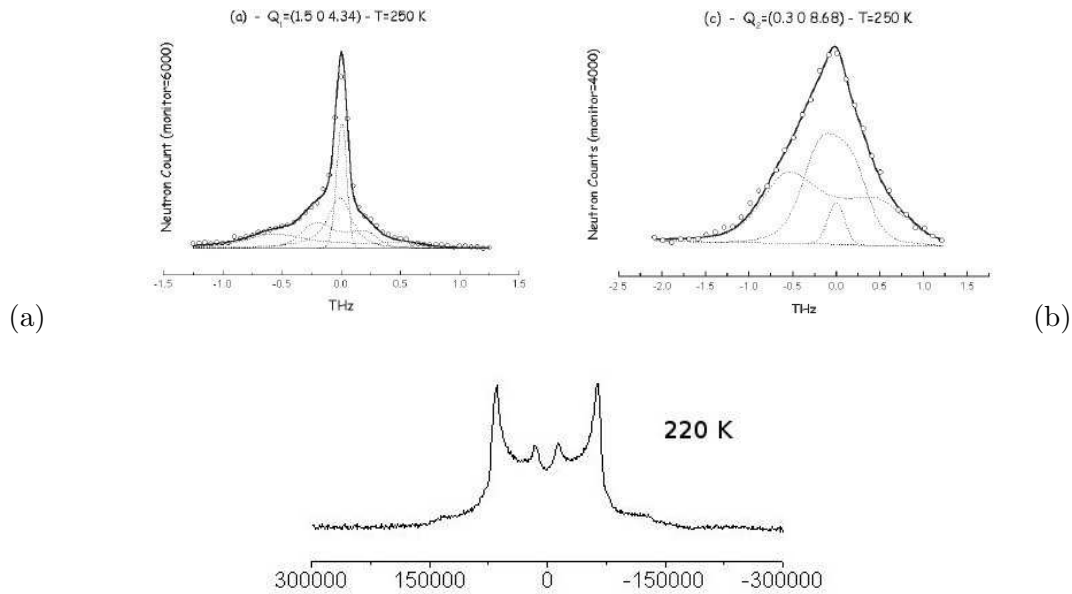 (a) - Q₁=(1.5 0 4.34) - T=250 K
Neutron Count (monitor=6000)
-1.5 -1.0 -0.5 0.0 0.5 1.0 1.5
THz
(a)
(c) - Q₂=(0.3 0 8.68) - T=250 K
Neutron Counts (monitor=4000)
-2.5 -2.0 -1.5 -1.0 -0.5 0.0 0.5 1.0 1.5
THz
(b)
220 K
300000 150000 0 -150000 -300000